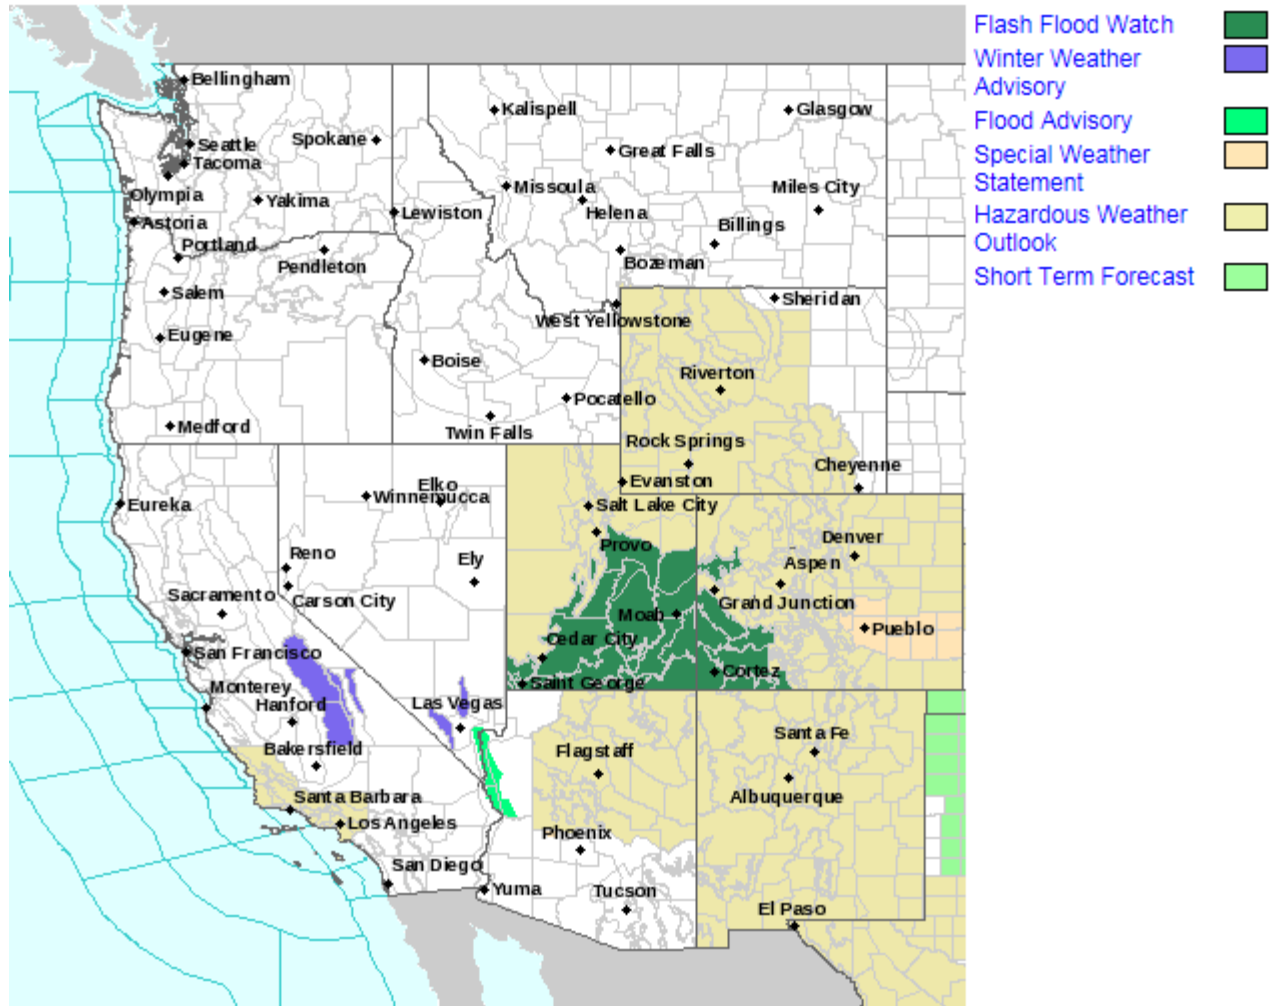 Flash Flood Watch
Winter Weather
Advisory
Flood Advisory
Special Weather
Statement
Hazardous Weather
Outlook
Short Term Forecast
Bellingham
Kalispell
Glasgow
Seattle
Spokane
Great Falls
Tacoma
Olympia
Missoula
Miles City
Yakima
Helena
Lewiston
Astoria
Billings
Portland
Pendleton
Bozeman
Salem
Sheridan
West Yellowstone
Eugene
Boise
Riverton
Pocatello
Medford
Twin Falls
Rock Springs
Cheyenne
Evanston
Elko
Winnemucca
Eureka
Salt Lake City
Denver
Provo
Reno
Ely
Aspen
Sacramento
Carson City
Grand Junction
Moab
Pueblo
Cedar City
San Francisco
Cortez
Saint George
Monterey
Hanford
Las Vegas
Santa Fe
Bakersfield
Flagstaff
Santa Barbara
Albuquerque
Los Angeles
Phoenix
San Diego
Yuma
Tucson
El Paso